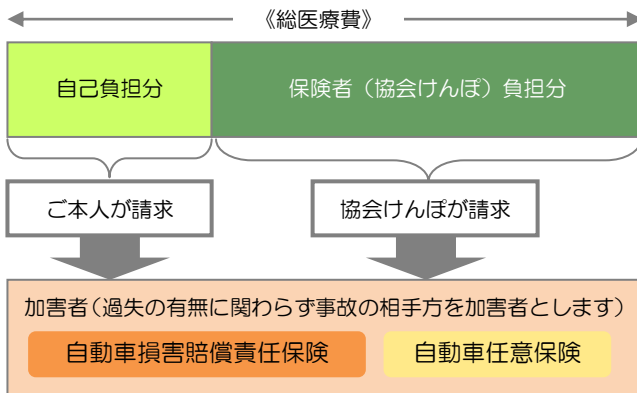 《総医療費》
自己負担分
保険者（協会けんぽ）負担分
ご本人が請求
協会けんぽが請求
加害者（過失の有無に関わらず事故の相手方を加害者とします）
自動車損害賠償責任保険
自動車任意保険